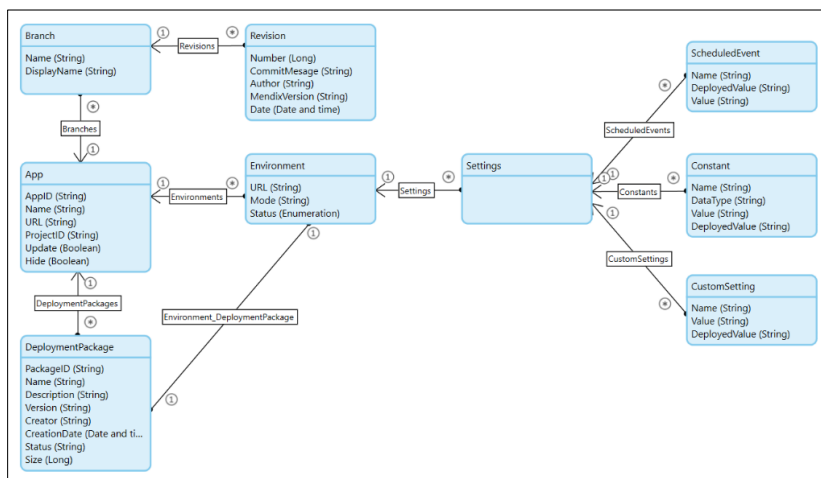 Branch
Name (String)
DisplayName (String)
1
Revisions
*
Revision
Number (Long)
CommitMesage (String)
Author (String)
MendixVersion (String)
Date (Date and time)
*
Branches
1
App
AppID (String)
Name (String)
URL (String)
ProjectID (String)
Update (Boolean)
Hide (Boolean)
1
Environments
*
Environment
URL (String)
Mode (String)
Status (Enumeration)
1
Settings
*
Settings
ScheduledEvent
Name (String)
DeployedValue (String)
Value (String)
*
ScheduledEvents
1
1
Constants
*
Constant
Name (String)
DataType (String)
Value (String)
DeployedValue (String)
1
CustomSettings
*
CustomSetting
Name (String)
Value (String)
DeployedValue (String)
1
DeploymentPackages
*
1
Environment_DeploymentPackage
1
DeploymentPackage
PackageID (String)
Name (String)
Description (String)
Version (String)
Creator (String)
CreationDate (Date and ti...
Status (String)
Size (Long)